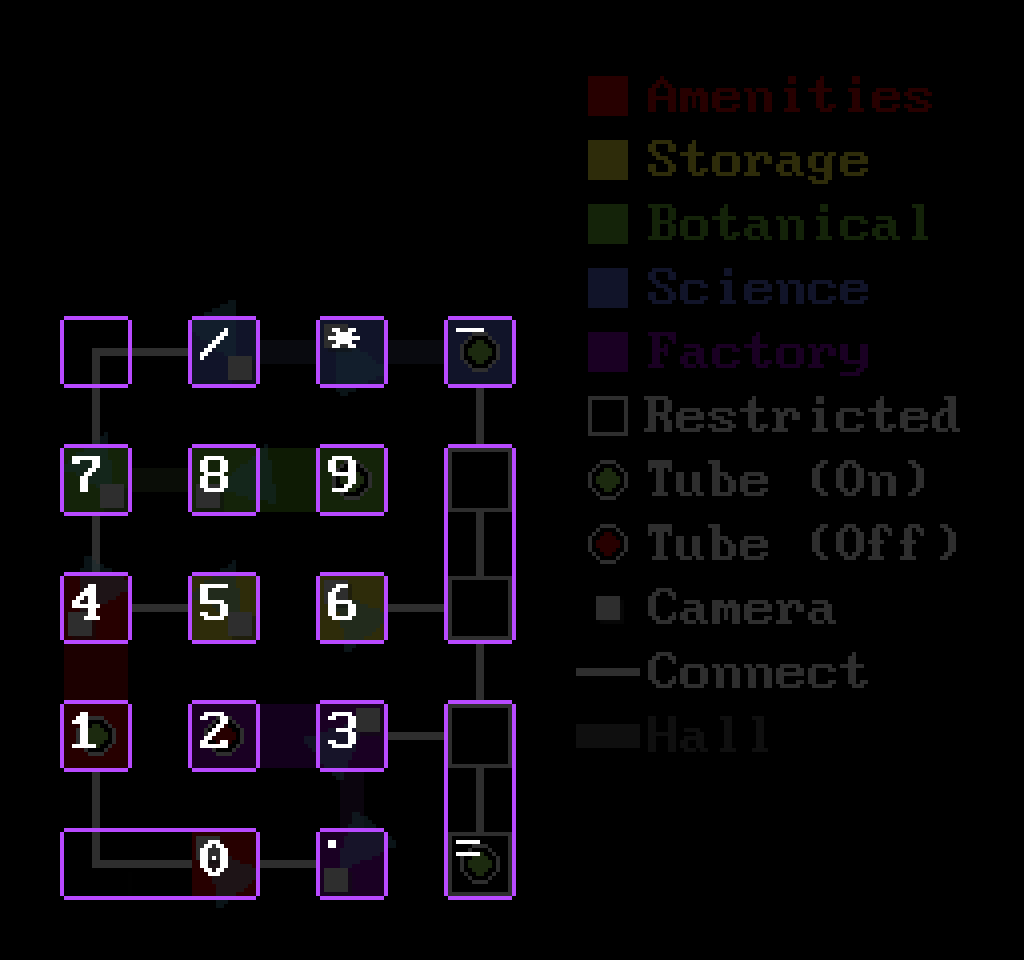 Amenities
Storage
Botanical
Science
/ * - Factory
Restricted
7 8 9 Tube (On)
Tube (Off)
4 5 6 Camera
Connect
1 2 3 Hall
0 . =